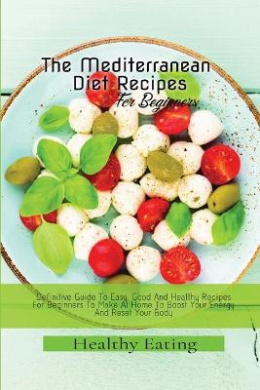 The Mediterranean
Diet Recipes
For Beginners
Definitive Guide To Easy, Good And Healthy Recipes
For Beginners To Make At Home To Boost Your Energy
And Reset Your Body
Healthy Eating